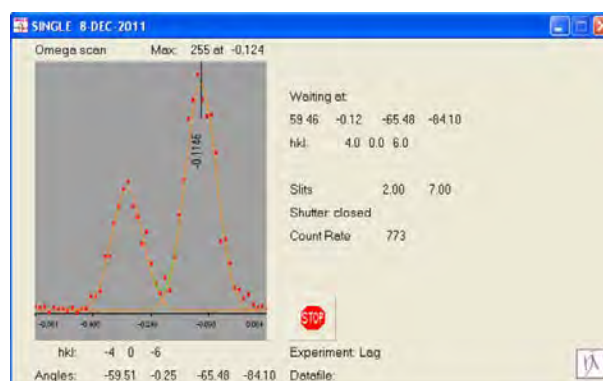 SINGLE 8-DEC-2011
Omega scan Max: 255 at -0.124
-0.1146
hkl: -4 0 -6
Angles: -59.51 -0.25 -65.48 -84.10
Waiting at:
59.46 -0.12 -65.48 -84.10
hkl: 4.0 0.0 6.0
Slits 2.00 7.00
Shutter: closed
Count Rate 773
STOP
Experiment: Lag
Datafile: